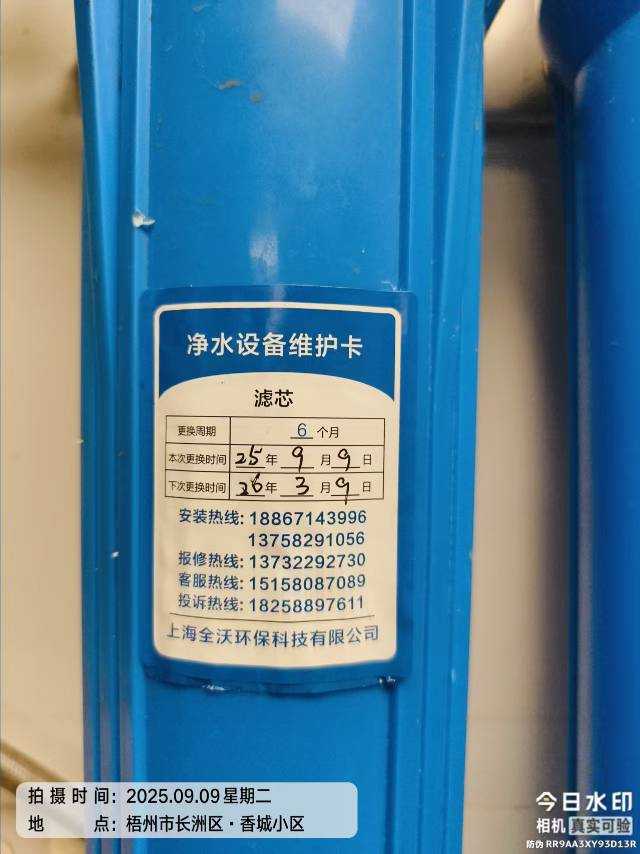 净水设备维护卡
滤芯
更换周期 6 个月
本次更换时间 25年 9 月 9 日
下次更换时间 26年 3 月 9 日
安装热线: 18867143996
13758291056
报修热线: 13732292730
客服热线: 15158087089
投诉热线: 18258897611
上海全沃环保科技有限公司
拍摄时间: 2025.09.09 星期二
地点: 梧州市长洲区·香城小区
今日水印
相机 真实可验
防伪 RR9AA3XY93D13R